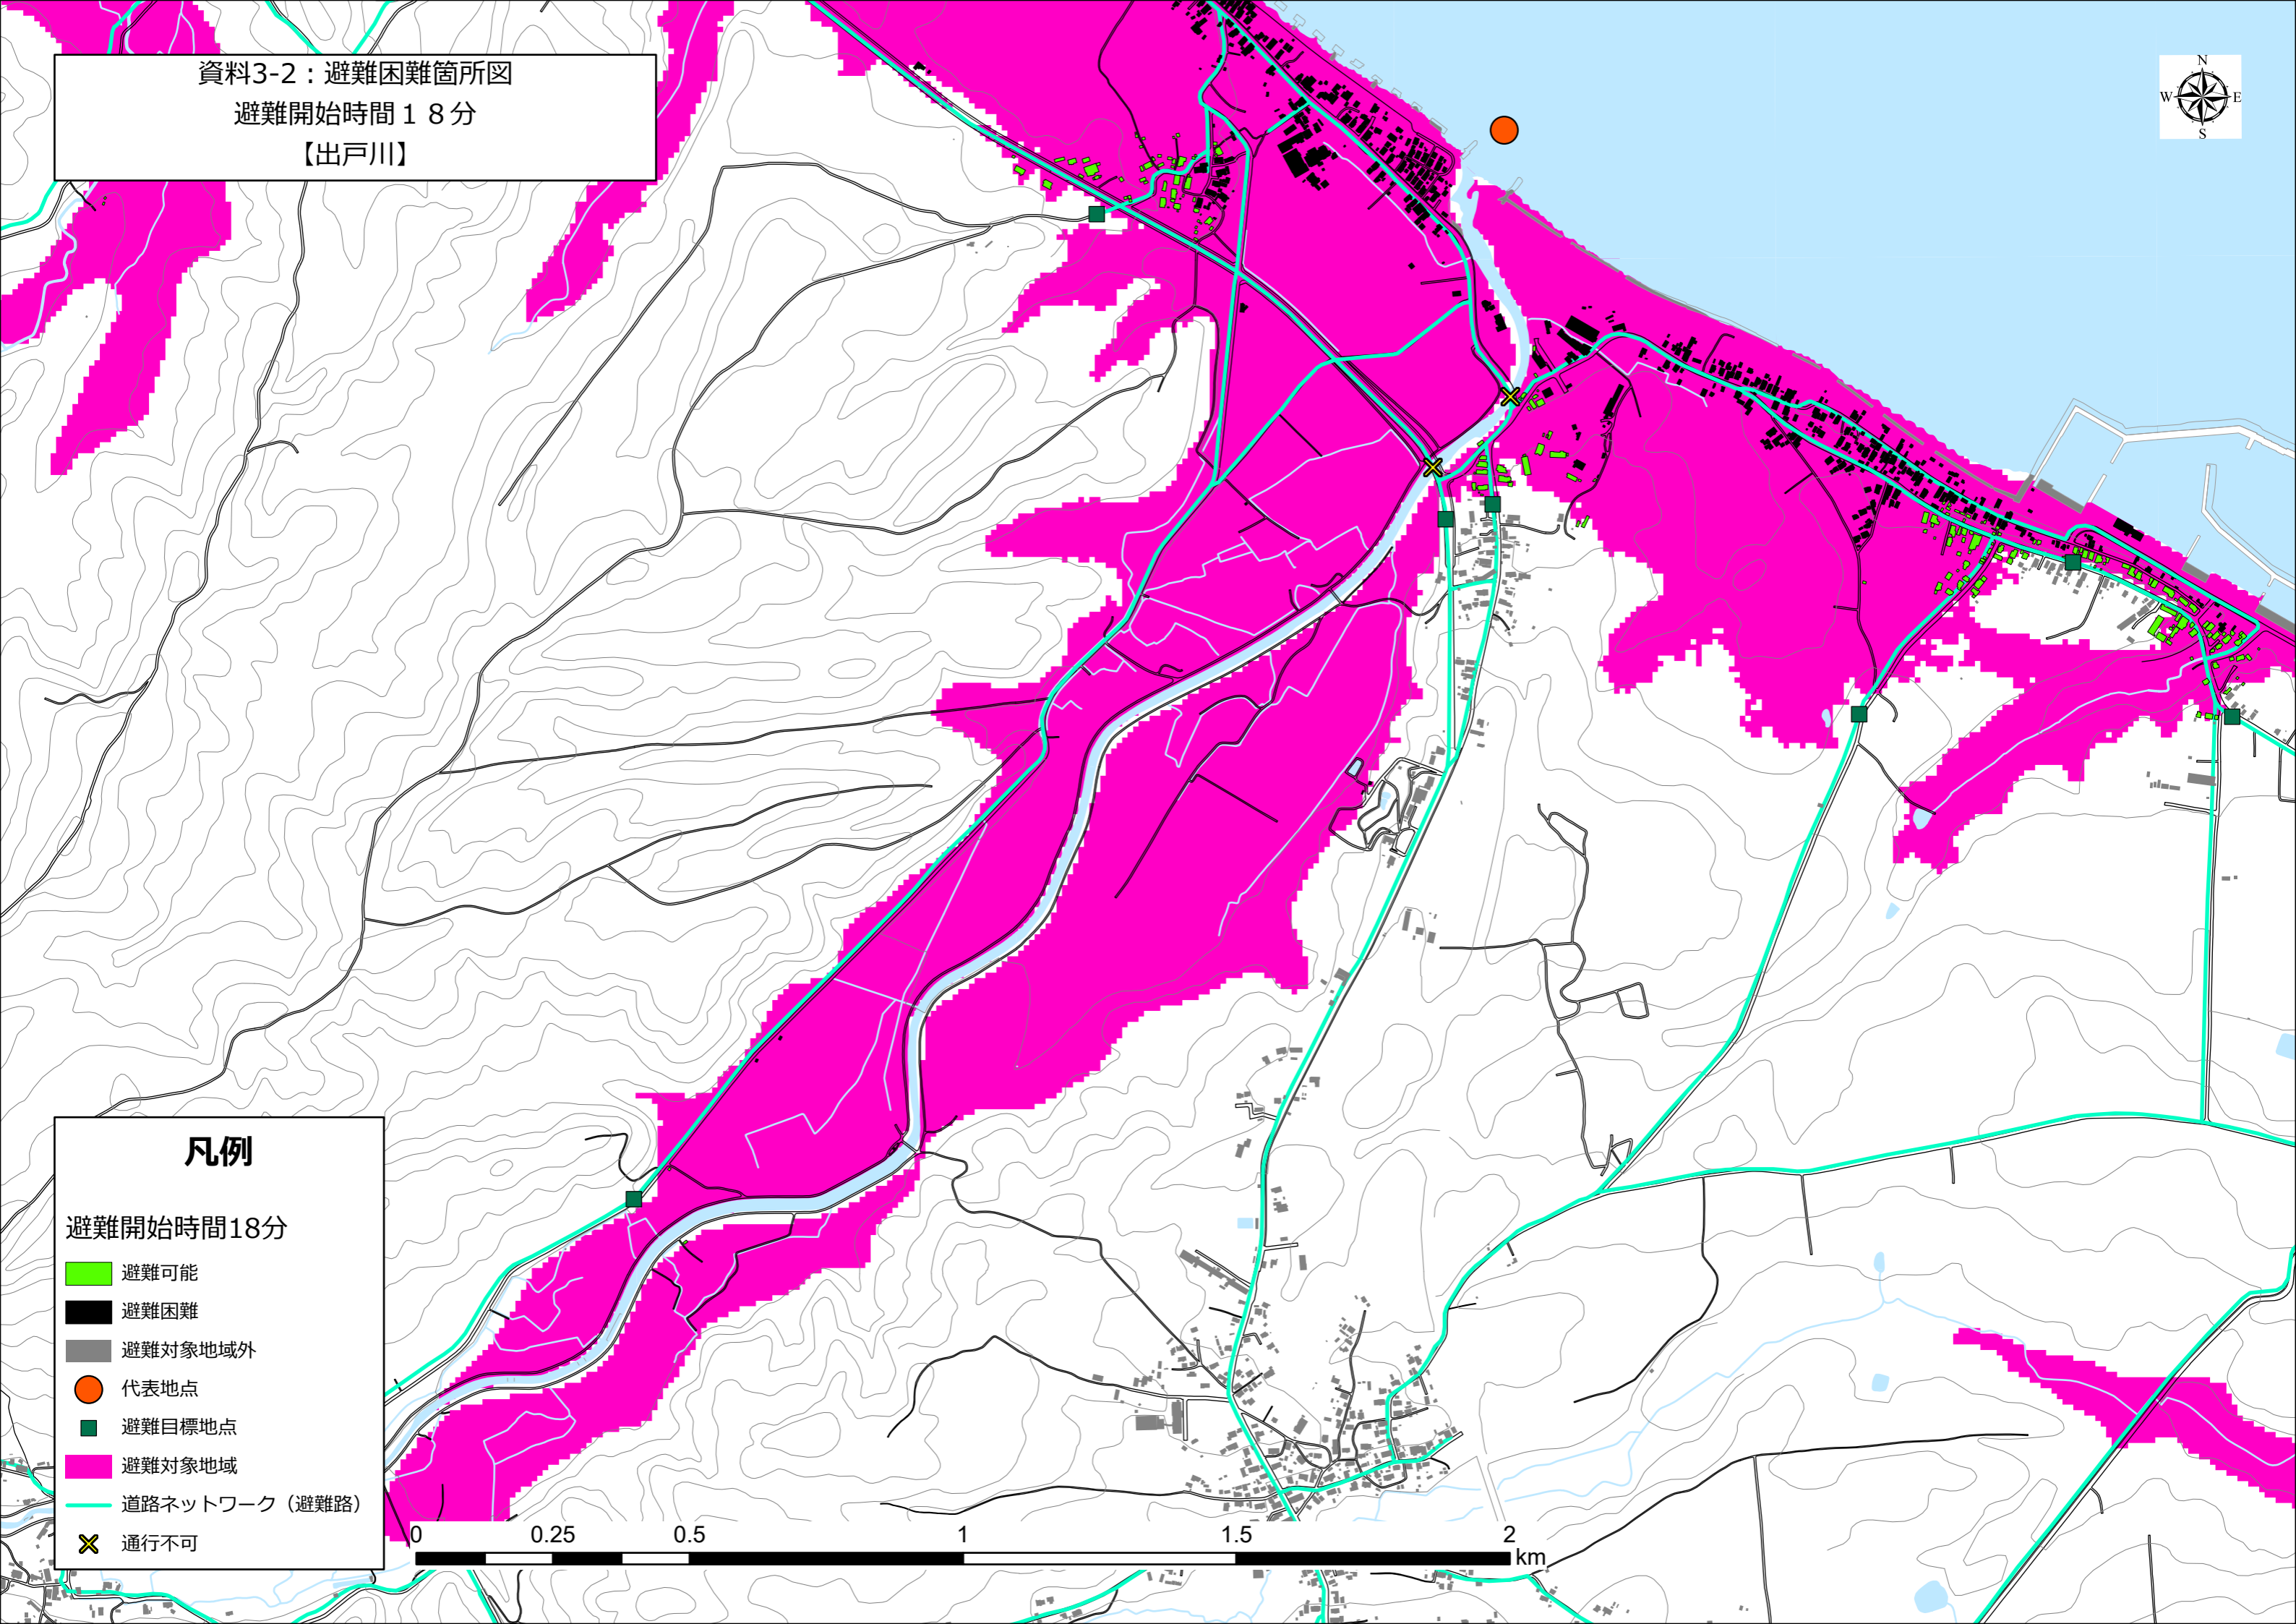 資料3-2：避難困難箇所図
避難開始時間１８分
【出戸川】
N
W E
S
凡例
避難開始時間18分
避難可能
避難困難
避難対象地域外
代表地点
避難目標地点
避難対象地域
道路ネットワーク（避難路）
通行不可
0 0.25 0.5 1 1.5 2
km